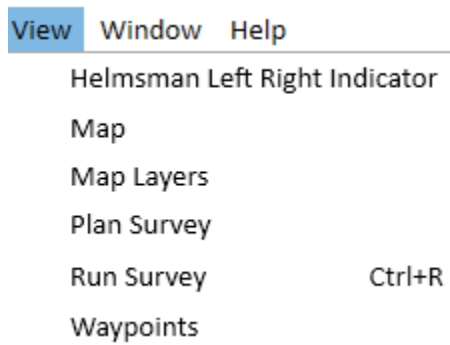 View Window Help
Helmsman Left Right Indicator
Map
Map Layers
Plan Survey
Run Survey Ctrl+R
Waypoints